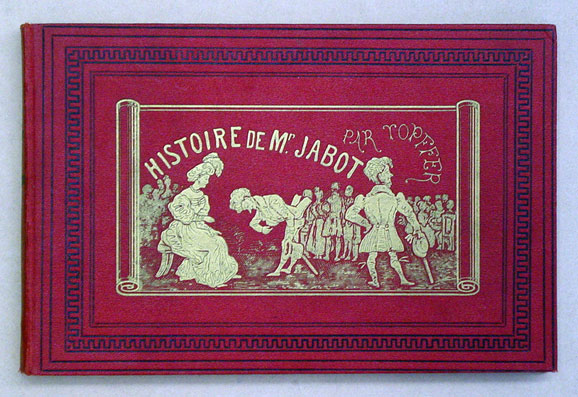 HISTOIRE DE Mr. JABOT
PAR TOPFFER